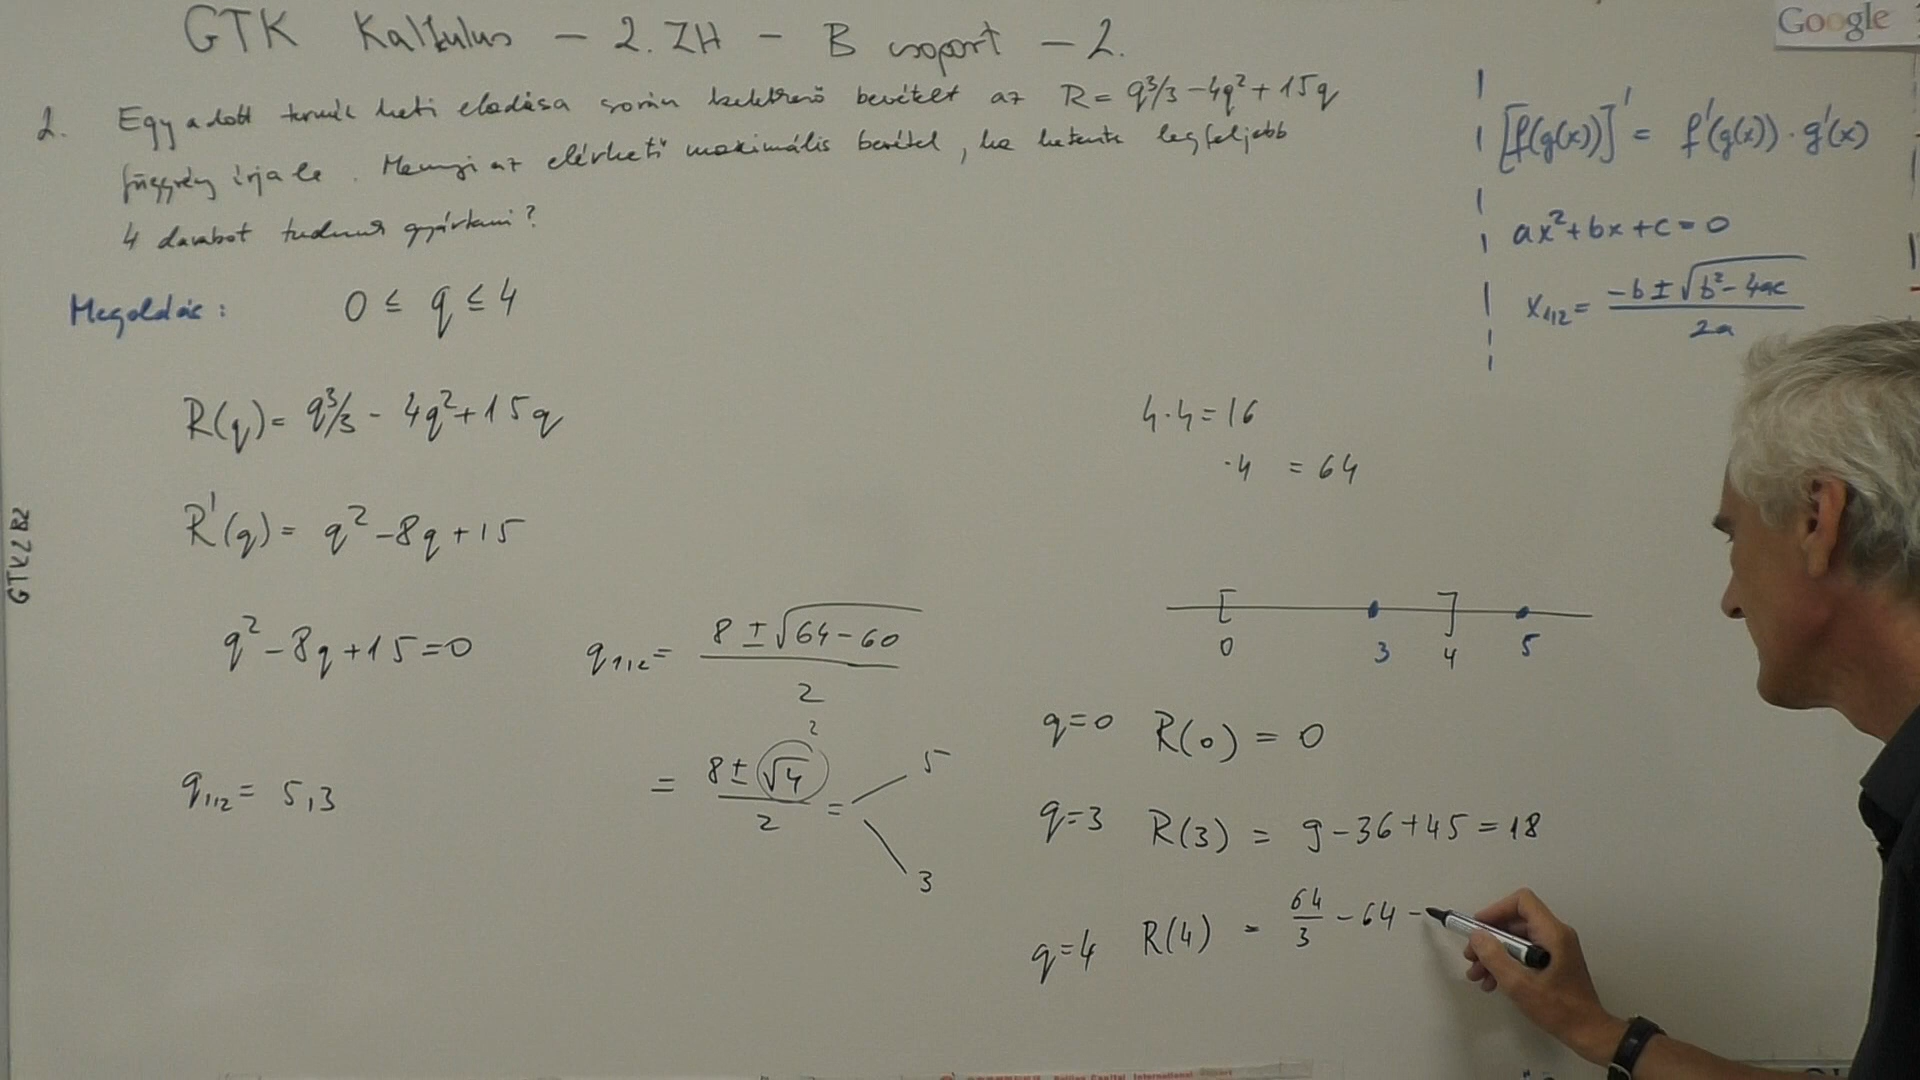 GTK Kalkulus – 2. ZH – B csoport – 2.
2. Egy adott termék heti eladása során keletkező bevételt az R = q³/3 – 4q² + 15q
függvény írja le. Mennyi az elérhető maximális bevétel, ha hetente legfeljebb
4 darabot tudunk gyártani?
Megoldás: 0 ≤ q ≤ 4
R(q) = q³/3 - 4q² + 15q
R'(q) = q² - 8q + 15
q² - 8q + 15 = 0
q₁,₂ = (8 ± √(64 - 60))/2
= (8 ± √4)/2 =
2
5
3
q₁,₂ = 5, 3
[f(g(x))]' = f'(g(x)) · g'(x)
ax² + bx + c = 0
x₁,₂ = (-b ± √(b² - 4ac))/2a
4·4 = 16
·4 = 64
[ ]
0 3 4 5
q=0 R(0) = 0
q=3 R(3) = 9 - 36 + 45 = 18
q=4 R(4) = 64/3 - 64 -
GTV2B2
Google